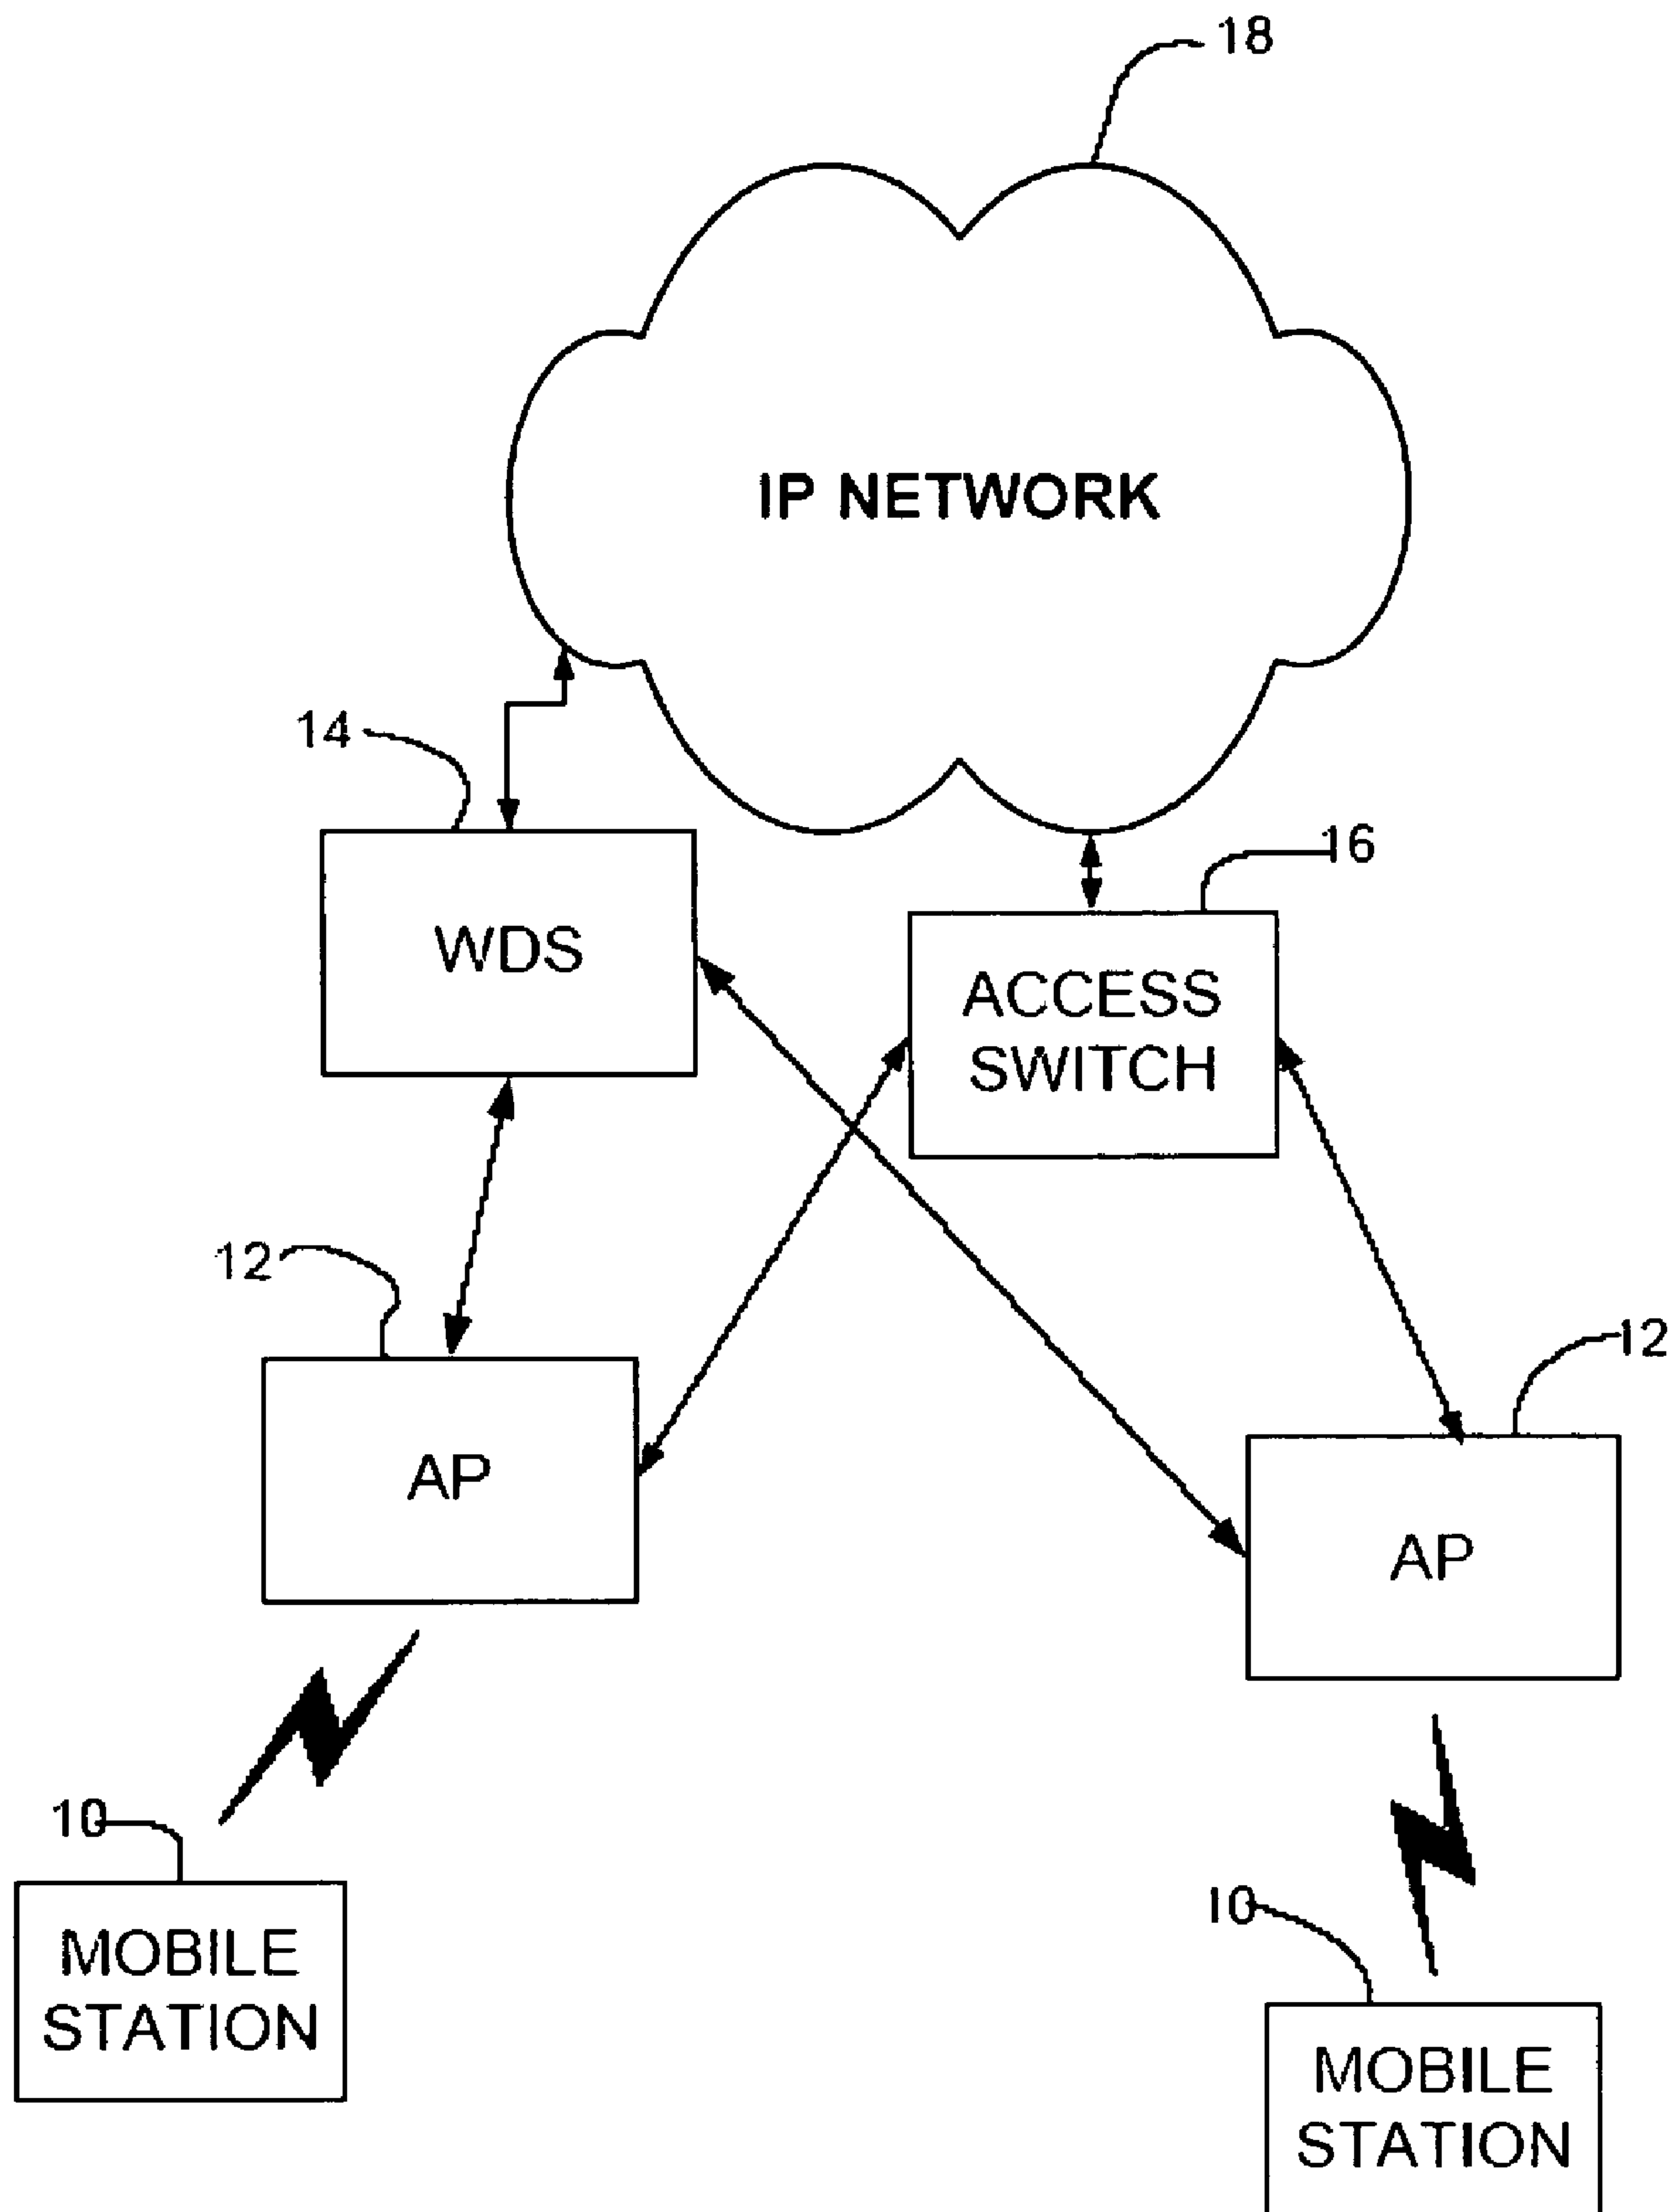 18
IP NETWORK
14
16
WDS
ACCESS
SWITCH
12
12
AP
AP
10
10
MOBILE
STATION
MOBILE
STATION